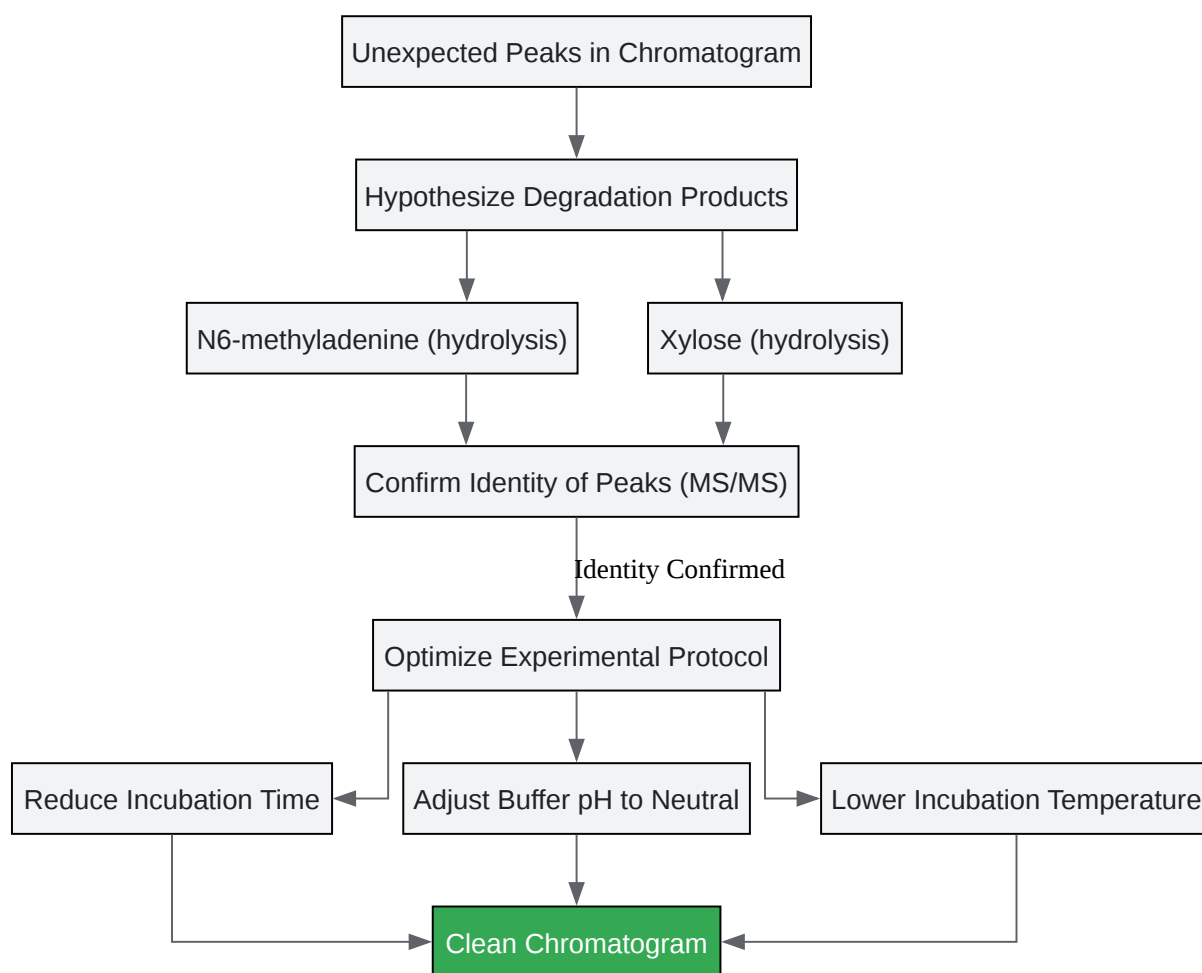 Unexpected Peaks in Chromatogram
Hypothesize Degradation Products
N6-methyladenine (hydrolysis)
Xylose (hydrolysis)
Confirm Identity of Peaks (MS/MS)
Identity Confirmed
Optimize Experimental Protocol
Reduce Incubation Time
Adjust Buffer pH to Neutral
Lower Incubation Temperature
Clean Chromatogram